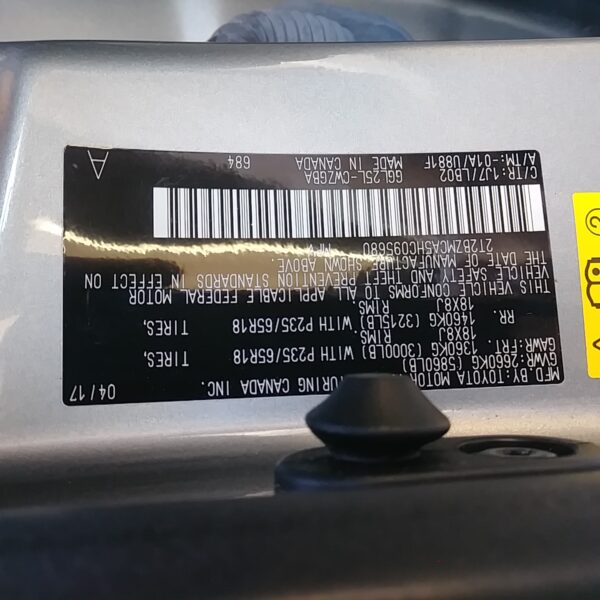 MFD. BY: TOYOTA MOTOR TURING CANADA INC. 04/17
GVWR: 2660KG (5860LB)
GAWR: FRT. 1360KG (3000LB) WITH P235/65R18 TIRES,
18X8J RIMS
RR. 1460KG (3215LB) WITH P235/65R18 TIRES,
18X8J RIMS
THIS VEHICLE CONFORMS TO ALL APPLICABLE FEDERAL MOTOR
VEHICLE SAFETY AND THEFT PREVENTION STANDARDS IN EFFECT ON
THE DATE OF MANUFACTURE SHOWN ABOVE.
2T2BZMCA5HC095680 MPV
C/TR: 1J7/LB02 GGL25L-CWZGBA 684 A
A/TM: -01A/U881F MADE IN CANADA